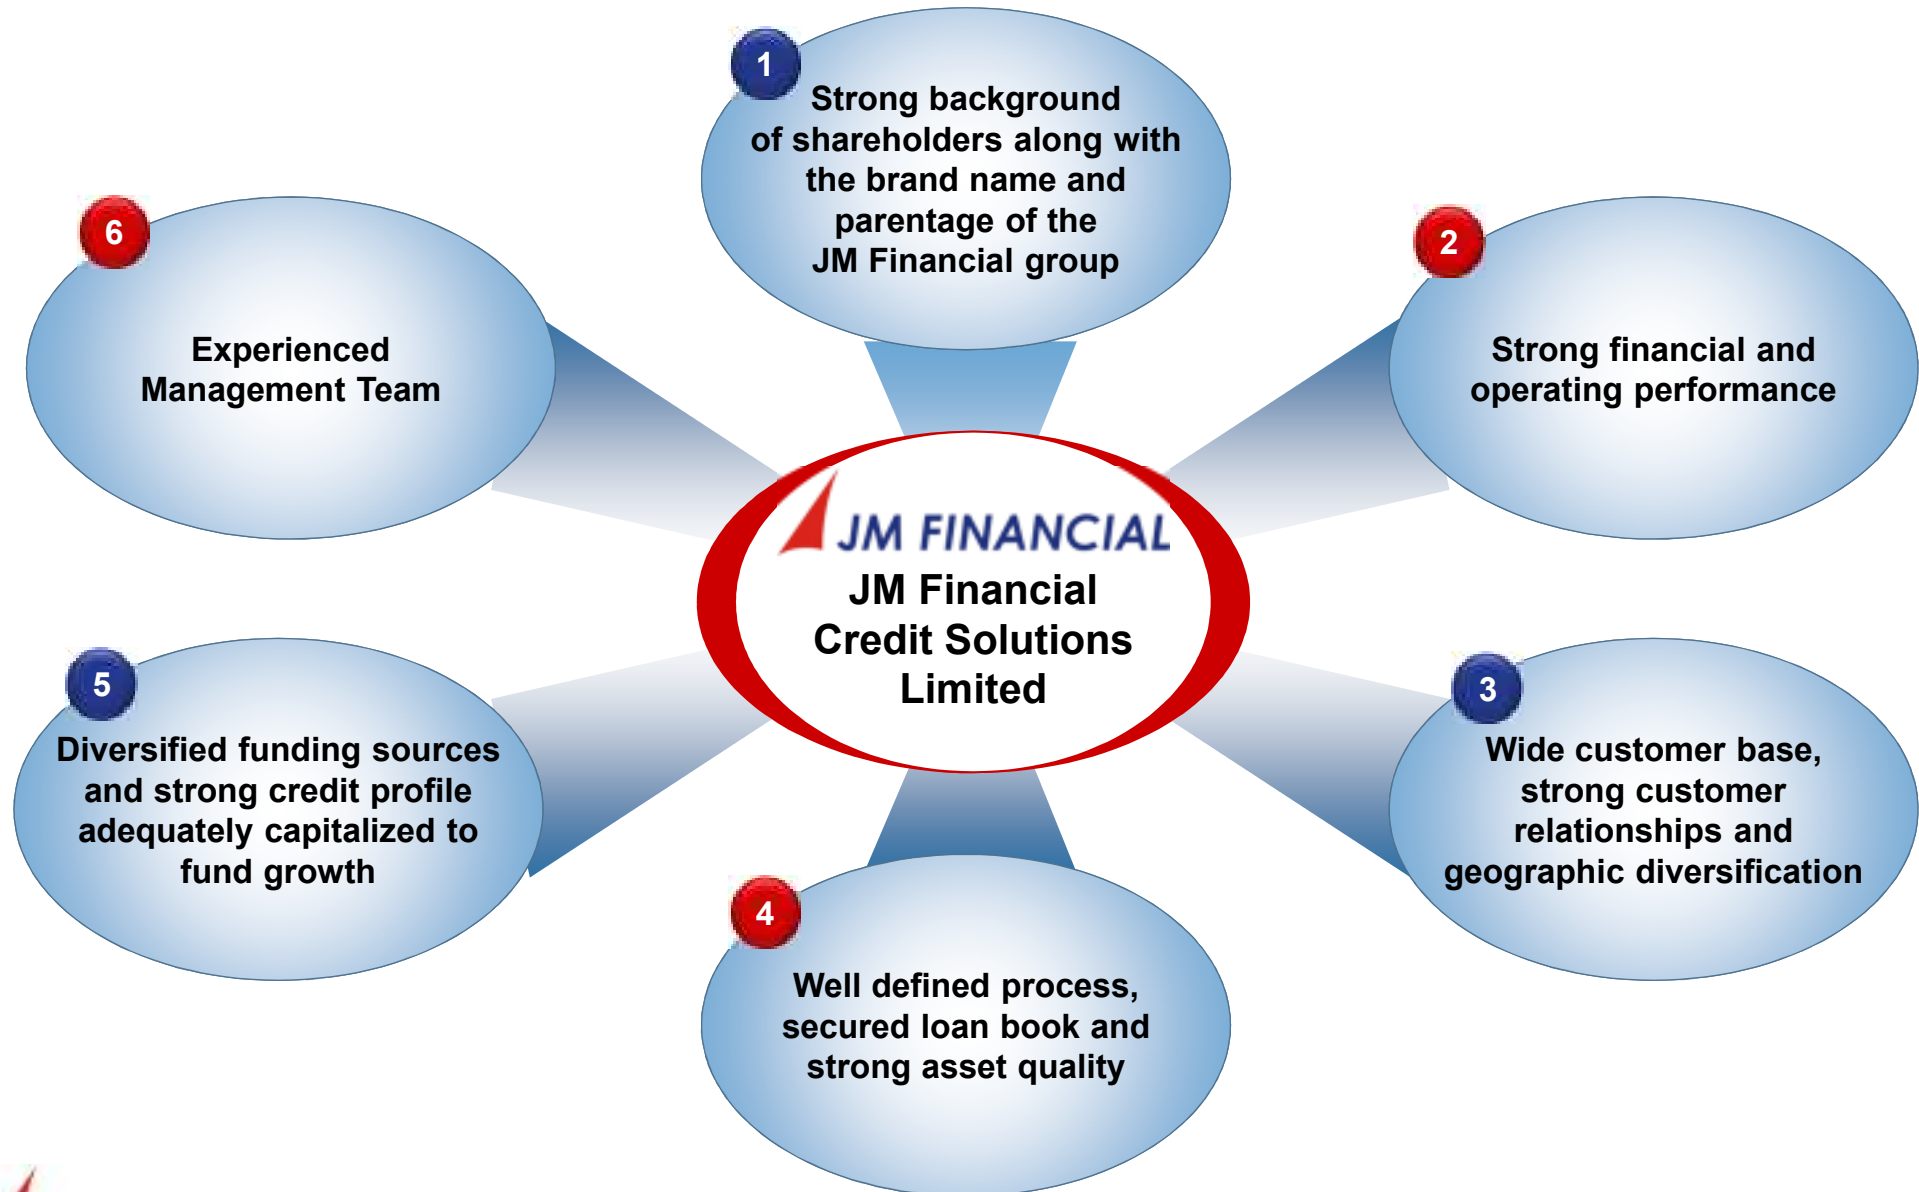 1
Strong background
of shareholders along with
the brand name and
parentage of the
JM Financial group
2
Strong financial and
operating performance
3
Wide customer base,
strong customer
relationships and
geographic diversification
4
Well defined process,
secured loan book and
strong asset quality
5
Diversified funding sources
and strong credit profile
adequately capitalized to
fund growth
6
Experienced
Management Team
JM FINANCIAL
JM Financial
Credit Solutions
Limited